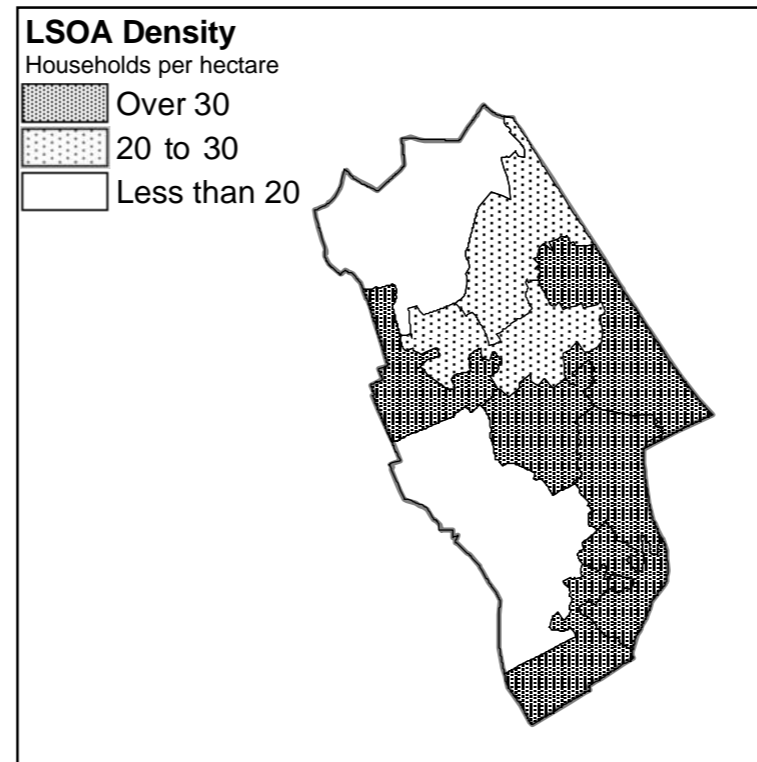 LSOA Density
Households per hectare
Over 30
20 to 30
Less than 20